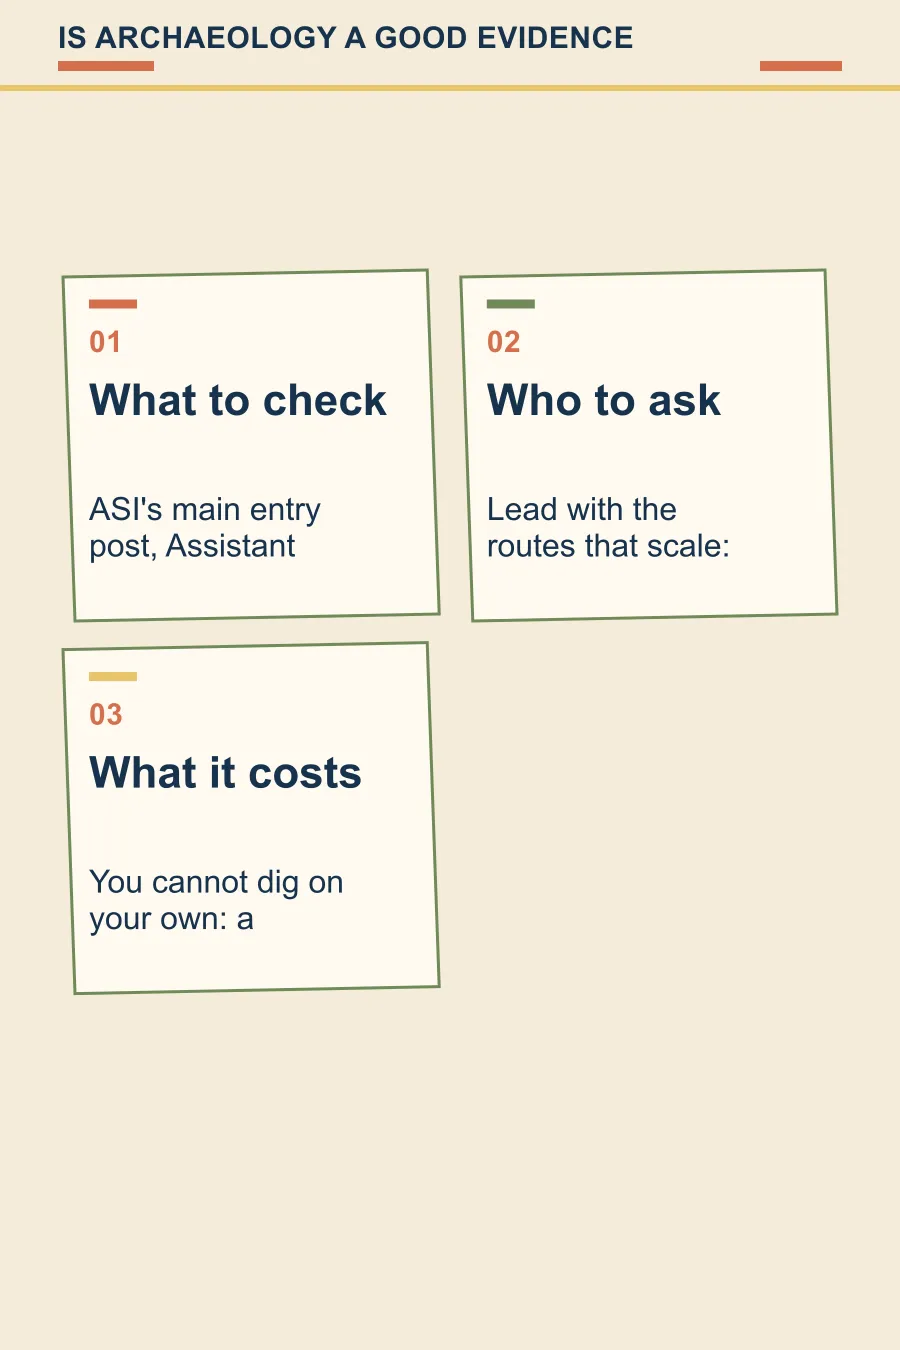 IS ARCHAEOLOGY A GOOD EVIDENCE
01
What to check
ASI's main entry
post, Assistant
02
Who to ask
Lead with the
routes that scale:
03
What it costs
You cannot dig on
your own: a